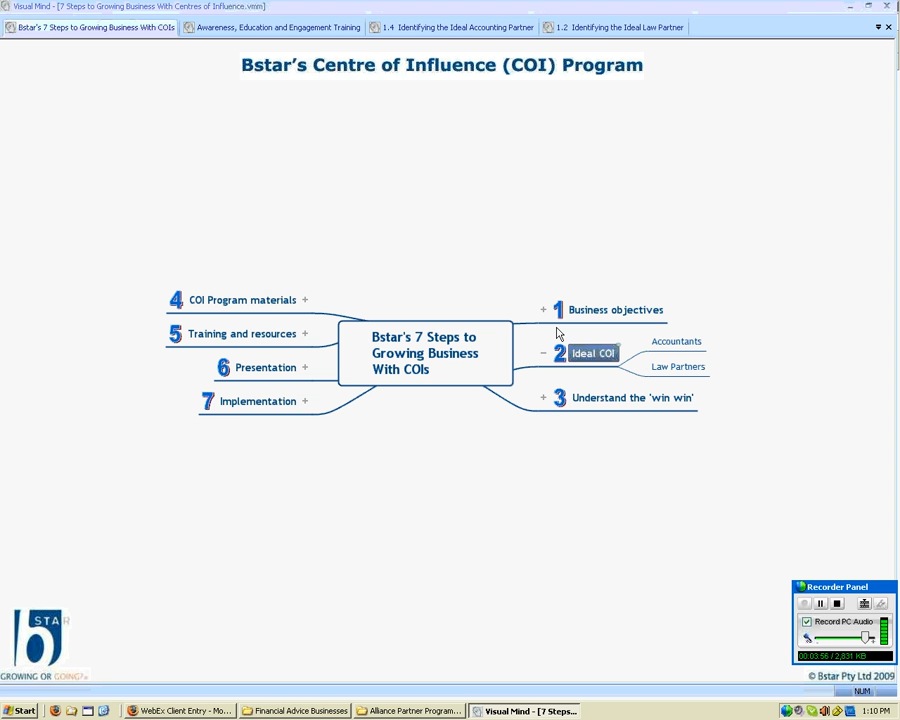 Visual Mind - [7 Steps to Growing Business With Centres of Influence.vmm]
Bstar's 7 Steps to Growing Business With COIs
Awareness, Education and Engagement Training
1.4 Identifying the Ideal Accounting Partner
1.2 Identifying the Ideal Law Partner
Bstar's Centre of Influence (COI) Program
4 COI Program materials +
5 Training and resources +
6 Presentation +
7 Implementation +
Bstar's 7 Steps to
Growing Business
With COIs
+ 1 Business objectives
- 2 Ideal COI
Accountants
Law Partners
+ 3 Understand the 'win win'
Recorder Panel
Record PC Audio
00:03:56 / 2,831 KB
b STAR
GROWING OR GOING?
© Bstar Pty Ltd 2009
NUM
Start
WebEx Client Entry - Mo...
Financial Advice Businesses
Alliance Partner Program...
Visual Mind - [7 Steps...
1:10 PM